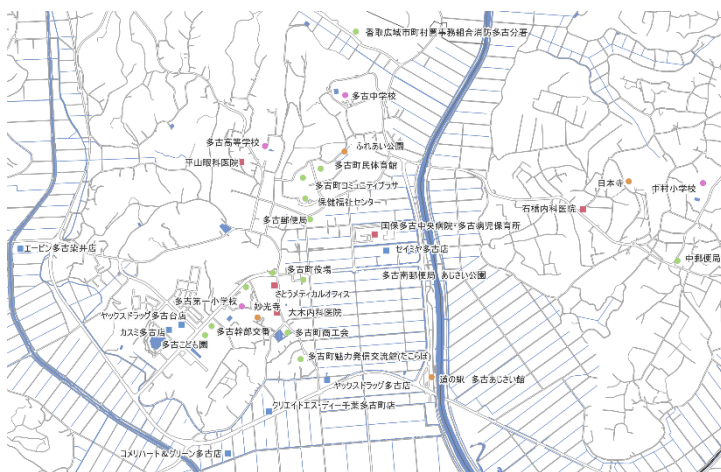 香取広域市町村圏事務組合消防多古分署
多古中学校
多古高等学校
ふれあい公園
平山眼科医院
多古町民体育館
多古町コミュニティプラザ
日本寺
中村小学校
保健福祉センター
石橋内科医院
多古郵便局
国保多古中央病院・多古病児保育所
エービン多古染井店
セイミヤ多古店
中郵便局
多古町役場
多古南郵便局
あじさい公園
さとうメディカルオフィス
多古第一小学校
妙光寺
ヤックスドラッグ多古台店
大木内科医院
カスミ多古店
多古幹部交番
多古町商工会
多古こども園
多古町魅力発信交流館(たこらぼ)
ヤックスドラッグ多古店
道の駅 多古あじさい館
クリエイトエス・ディー千葉多古町店
コメリハード&グリーン多古店